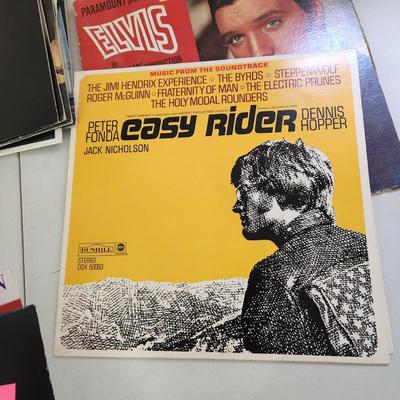 PARAMOUNT
ELVIS
MUSIC FROM THE SOUNDTRACK
THE JIMI HENDRIX EXPERIENCE • THE BYRDS • STEPPENWOLF
ROGER McGUINN • FRATERNITY OF MAN • THE ELECTRIC PRUNES
THE HOLY MODAL ROUNDERS
PETER FONDA
easy Rider
DENNIS HOPPER
JACK NICHOLSON
DUNHILL
abc
STEREO
DSX 50063